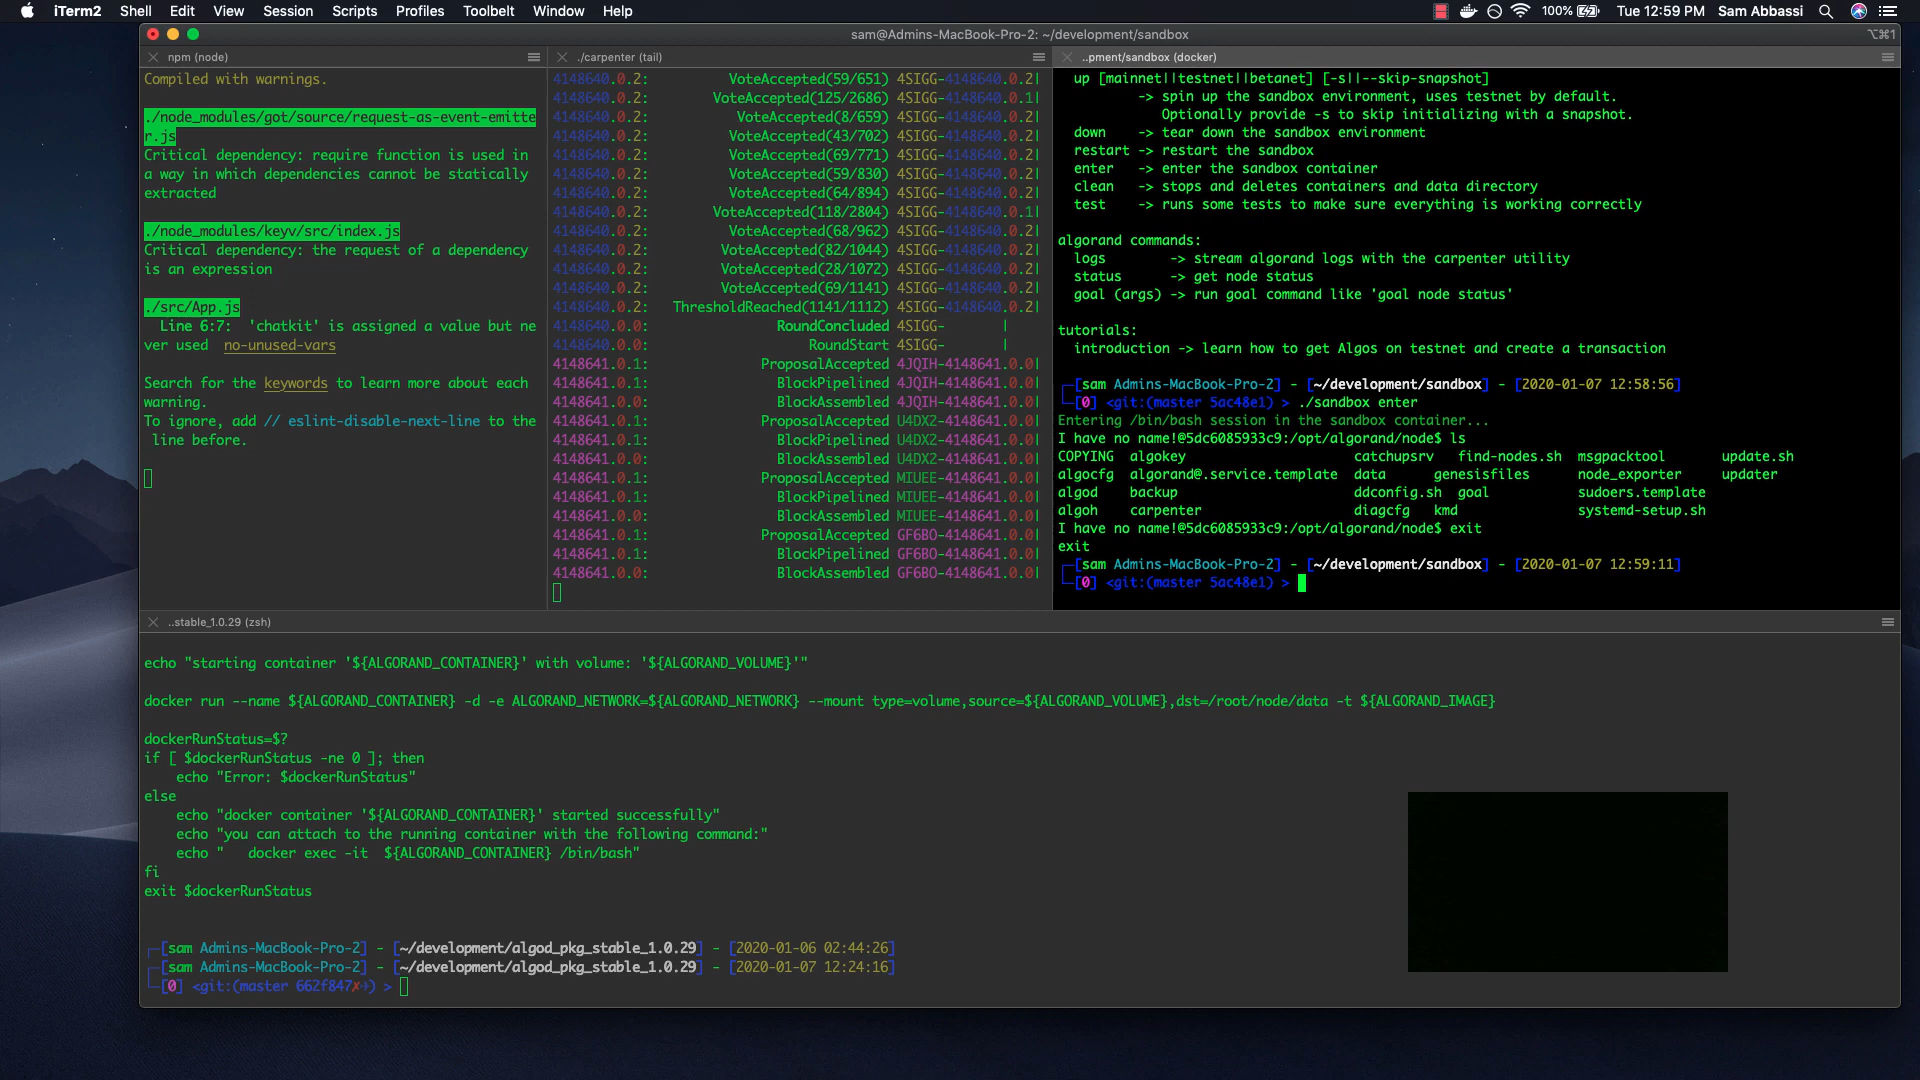 iTerm2 Shell Edit View Session Scripts Profiles Toolbelt Window Help 100% Tue 12:59 PM Sam Abbassi
sam@Admins-MacBook-Pro-2: ~/development/sandbox
⌥⌘1
npm (node)
Compiled with warnings.
./node_modules/got/source/request-as-event-emitte
r.js
Critical dependency: require function is used in
a way in which dependencies cannot be statically
extracted
./node_modules/keyv/src/index.js
Critical dependency: the request of a dependency
is an expression
./src/App.js
Line 6:7: 'chatkit' is assigned a value but ne
ver used no-unused-vars
Search for the keywords to learn more about each
warning.
To ignore, add // eslint-disable-next-line to the
line before.
./carpenter (tail)
4148640.0.2: VoteAccepted(59/651) 4SIGG-4148640.0.2|
4148640.0.2: VoteAccepted(125/2686) 4SIGG-4148640.0.1|
4148640.0.2: VoteAccepted(8/659) 4SIGG-4148640.0.2|
4148640.0.2: VoteAccepted(43/702) 4SIGG-4148640.0.2|
4148640.0.2: VoteAccepted(69/771) 4SIGG-4148640.0.2|
4148640.0.2: VoteAccepted(59/830) 4SIGG-4148640.0.2|
4148640.0.2: VoteAccepted(64/894) 4SIGG-4148640.0.2|
4148640.0.2: VoteAccepted(118/2804) 4SIGG-4148640.0.1|
4148640.0.2: VoteAccepted(68/962) 4SIGG-4148640.0.2|
4148640.0.2: VoteAccepted(82/1044) 4SIGG-4148640.0.2|
4148640.0.2: VoteAccepted(28/1072) 4SIGG-4148640.0.2|
4148640.0.2: VoteAccepted(69/1141) 4SIGG-4148640.0.2|
4148640.0.2: ThresholdReached(1141/1112) 4SIGG-4148640.0.2|
4148640.0.0: RoundConcluded 4SIGG- |
4148640.0.0: RoundStart 4SIGG- |
4148641.0.1: ProposalAccepted 4JQIH-4148641.0.0|
4148641.0.1: BlockPipelined 4JQIH-4148641.0.0|
4148641.0.0: BlockAssembled 4JQIH-4148641.0.0|
4148641.0.1: ProposalAccepted U4DX2-4148641.0.0|
4148641.0.1: BlockPipelined U4DX2-4148641.0.0|
4148641.0.0: BlockAssembled U4DX2-4148641.0.0|
4148641.0.1: ProposalAccepted MIUEE-4148641.0.0|
4148641.0.1: BlockPipelined MIUEE-4148641.0.0|
4148641.0.0: BlockAssembled MIUEE-4148641.0.0|
4148641.0.1: ProposalAccepted GF6BO-4148641.0.0|
4148641.0.1: BlockPipelined GF6BO-4148641.0.0|
4148641.0.0: BlockAssembled GF6BO-4148641.0.0|
..pment/sandbox (docker)
up [mainnet||testnet||betanet] [-s||--skip-snapshot]
-> spin up the sandbox environment, uses testnet by default.
Optionally provide -s to skip initializing with a snapshot.
down -> tear down the sandbox environment
restart -> restart the sandbox
enter -> enter the sandbox container
clean -> stops and deletes containers and data directory
test -> runs some tests to make sure everything is working correctly
algorand commands:
logs -> stream algorand logs with the carpenter utility
status -> get node status
goal (args) -> run goal command like 'goal node status'
tutorials:
introduction -> learn how to get Algos on testnet and create a transaction
[sam Admins-MacBook-Pro-2] - [~/development/sandbox] - [2020-01-07 12:58:56]
[0] <git:(master 5ac48e1) > ./sandbox enter
Entering /bin/bash session in the sandbox container...
I have no name!@5dc6085933c9:/opt/algorand/node$ ls
COPYING algokey catchupsrv find-nodes.sh msgpacktool update.sh
algocfg algorand@.service.template data genesisfiles node_exporter updater
algod backup ddconfig.sh goal sudoers.template
algoh carpenter diagcfg kmd systemd-setup.sh
I have no name!@5dc6085933c9:/opt/algorand/node$ exit
exit
[sam Admins-MacBook-Pro-2] - [~/development/sandbox] - [2020-01-07 12:59:11]
[0] <git:(master 5ac48e1) >
..stable_1.0.29 (zsh)
echo "starting container '${ALGORAND_CONTAINER}' with volume: '${ALGORAND_VOLUME}'"
docker run --name ${ALGORAND_CONTAINER} -d -e ALGORAND_NETWORK=${ALGORAND_NETWORK} --mount type=volume,source=${ALGORAND_VOLUME},dst=/root/node/data -t ${ALGORAND_IMAGE}
dockerRunStatus=$?
if [ $dockerRunStatus -ne 0 ]; then
echo "Error: $dockerRunStatus"
else
echo "docker container '${ALGORAND_CONTAINER}' started successfully"
echo "you can attach to the running container with the following command:"
echo " docker exec -it ${ALGORAND_CONTAINER} /bin/bash"
fi
exit $dockerRunStatus
[sam Admins-MacBook-Pro-2] - [~/development/algod_pkg_stable_1.0.29] - [2020-01-06 02:44:26]
[sam Admins-MacBook-Pro-2] - [~/development/algod_pkg_stable_1.0.29] - [2020-01-07 12:24:16]
[0] <git:(master 662f847✗✈) >